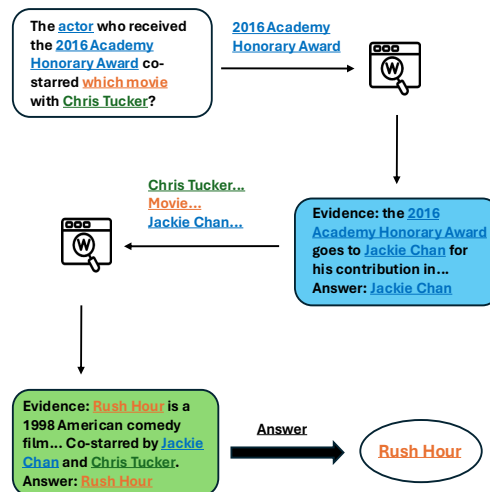 The actor who received
the 2016 Academy
Honorary Award co-
starred which movie
with Chris Tucker?
2016 Academy
Honorary Award
W
Chris Tucker...
Movie...
Jackie Chan...
W
Evidence: the 2016
Academy Honorary Award
goes to Jackie Chan for
his contribution in...
Answer: Jackie Chan
Evidence: Rush Hour is a
1998 American comedy
film... Co-starred by Jackie
Chan and Chris Tucker.
Answer: Rush Hour
Answer
Rush Hour